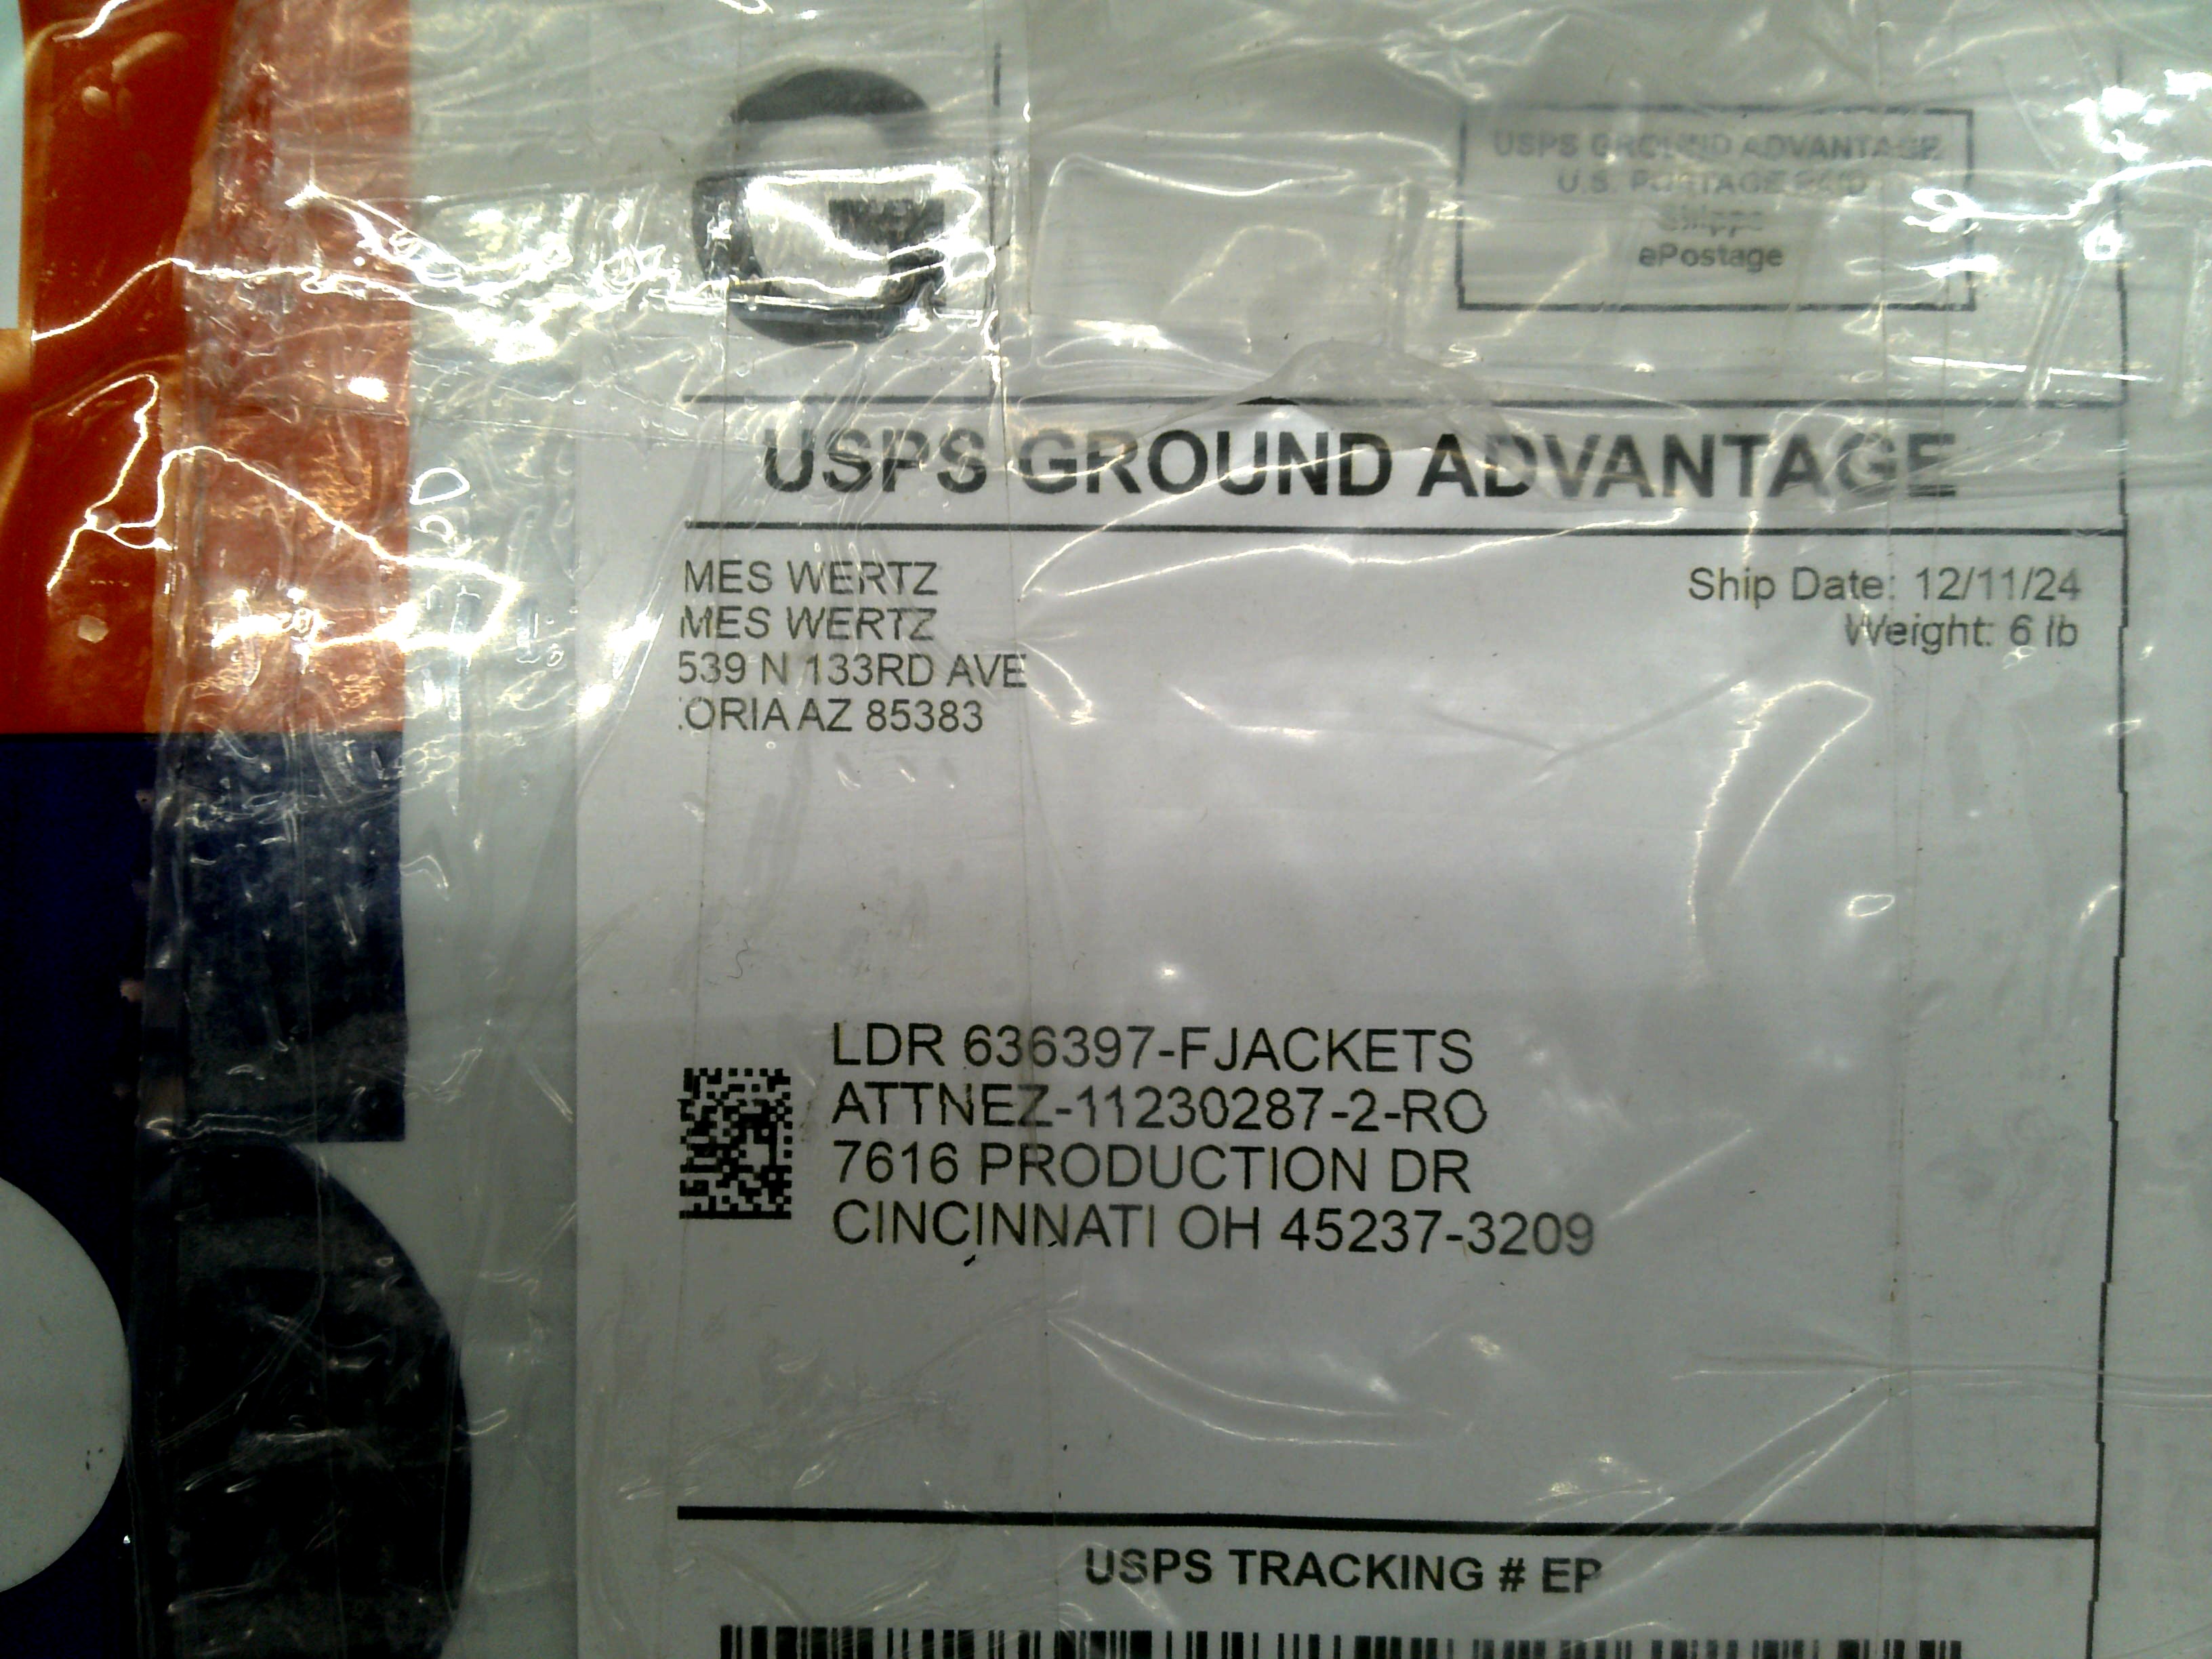 G
USPS GROUND ADVANTAGE
U.S. POSTAGE PAID
ePostage
USPS GROUND ADVANTAGE
MES WERTZ
Ship Date: 12/11/24
MES WERTZ
Weight: 6 lb
539 N 133RD AVE
ORIA AZ 85383
LDR 636397-FJACKETS
ATTNEZ-11230287-2-RO
7616 PRODUCTION DR
CINCINNATI OH 45237-3209
USPS TRACKING # EP